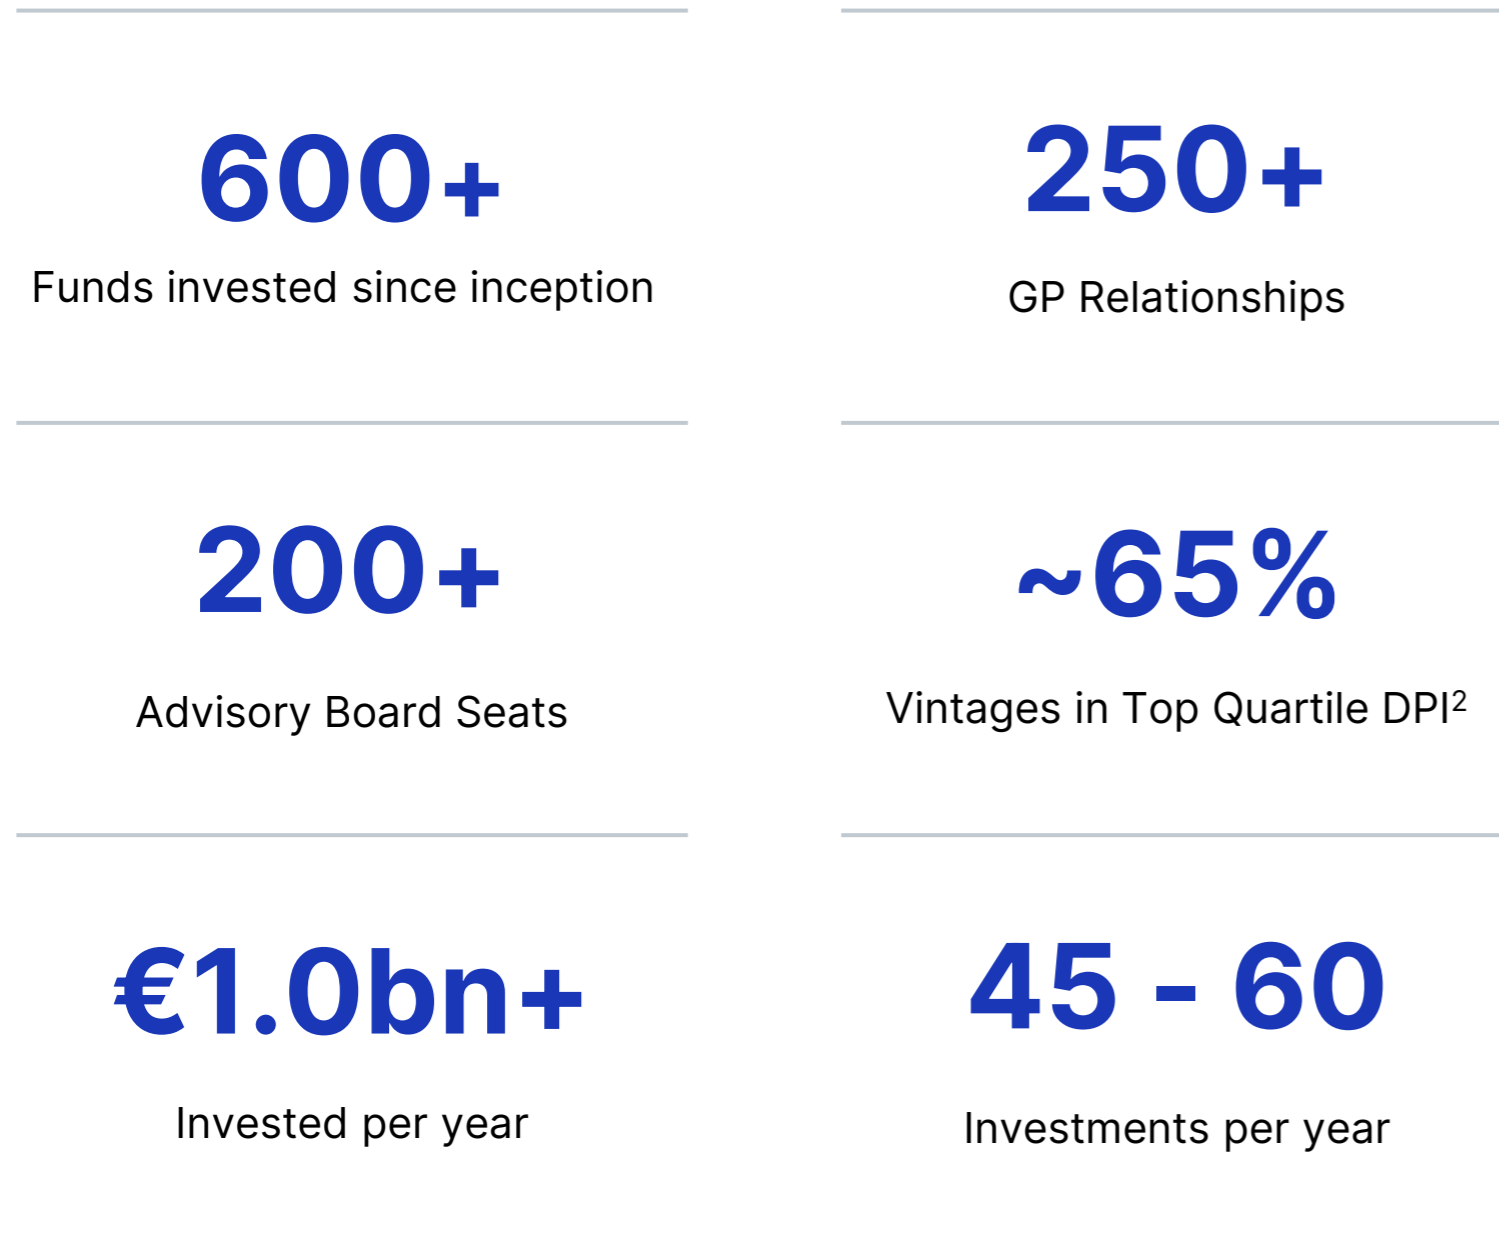 600+
Funds invested since inception
250+
GP Relationships
200+
Advisory Board Seats
~65%
Vintages in Top Quartile DPI²
€1.0bn+
Invested per year
45 - 60
Investments per year